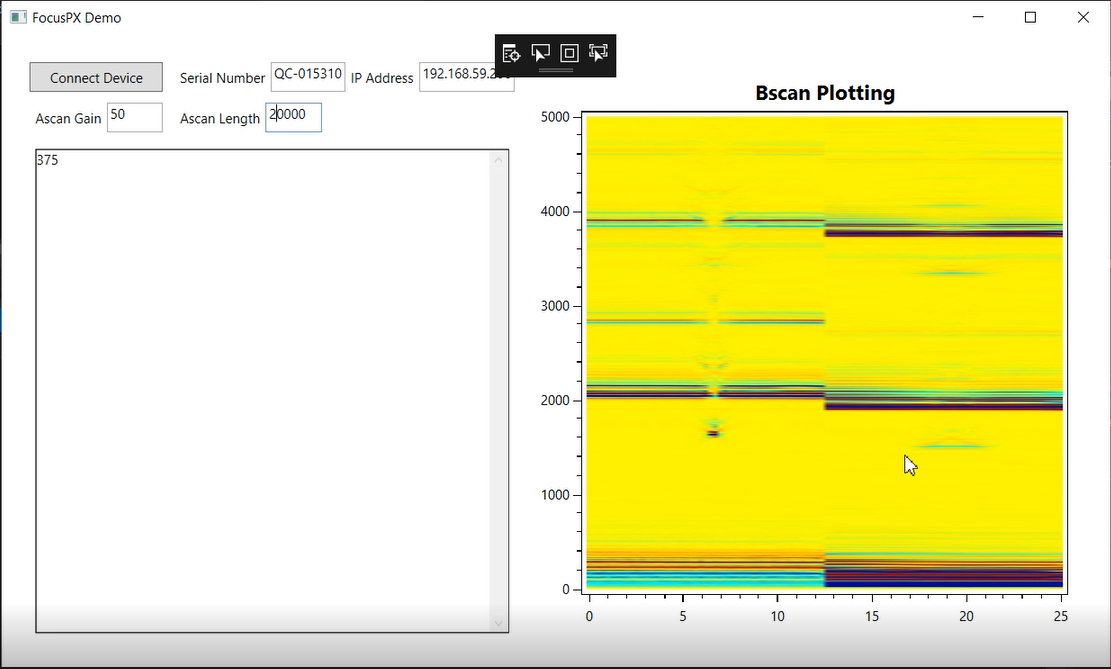 FocusPX Demo
Connect Device Serial Number QC-015310 IP Address 192.168.59.2
Ascan Gain 50 Ascan Length 20000
375
Bscan Plotting
5000
4000
3000
2000
1000
0
0 5 10 15 20 25